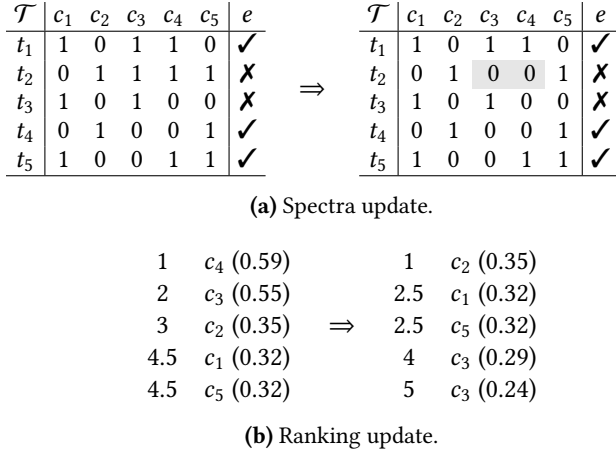 𝒯 c₁ c₂ c₃ c₄ c₅ e 𝒯 c₁ c₂ c₃ c₄ c₅ e
t₁ 1 0 1 1 0 ✓ t₁ 1 0 1 1 0 ✓
t₂ 0 1 1 1 1 ✗ ⇒ t₂ 0 1 0 0 1 ✗
t₃ 1 0 1 0 0 ✗ t₃ 1 0 1 0 0 ✗
t₄ 0 1 0 0 1 ✓ t₄ 0 1 0 0 1 ✓
t₅ 1 0 0 1 1 ✓ t₅ 1 0 0 1 1 ✓
(a) Spectra update.
1 c₄ (0.59) 1 c₂ (0.35)
2 c₃ (0.55) 2.5 c₁ (0.32)
3 c₂ (0.35) ⇒ 2.5 c₅ (0.32)
4.5 c₁ (0.32) 4 c₃ (0.29)
4.5 c₅ (0.32) 5 c₃ (0.24)
(b) Ranking update.